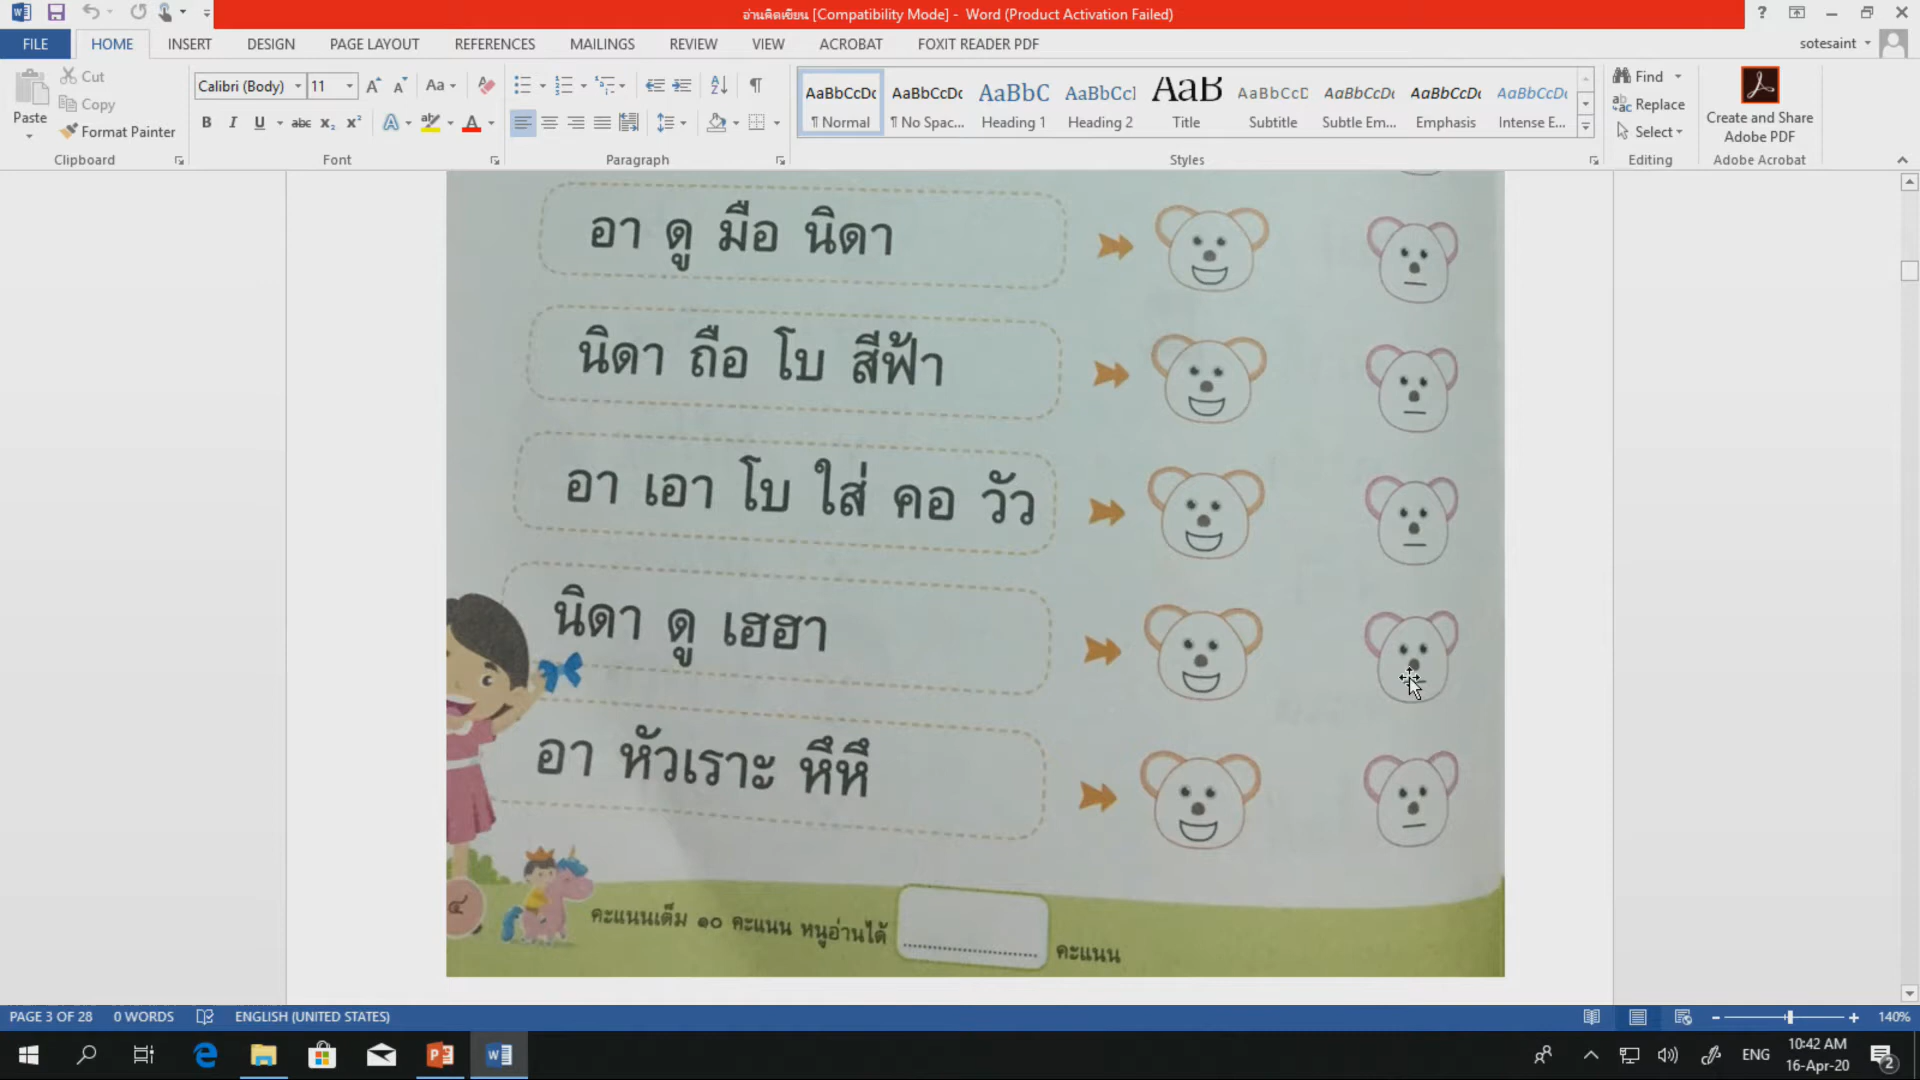 อ่านคิดเขียน [Compatibility Mode] - Word (Product Activation Failed)
FILE HOME INSERT DESIGN PAGE LAYOUT REFERENCES MAILINGS REVIEW VIEW ACROBAT FOXIT READER PDF sotesaint
Cut
Copy
Format Painter
Paste
Clipboard
Calibri (Body) 11
Font
Paragraph
AaBbCcDc AaBbCcDc AaBbC AaBbCcI AaB AaBbCcD AaBbCcDc AaBbCcDc AaBbCcDc
¶ Normal ¶ No Spac... Heading 1 Heading 2 Title Subtitle Subtle Em... Emphasis Intense E...
Styles
Find
Replace
Select
Editing
Create and Share
Adobe PDF
Adobe Acrobat
อา ดู มือ นิดา
นิดา ถือ โบ สีฟ้า
อา เอา โบ ใส่ คอ วัว
นิดา ดู เฮฮา
อา หัวเราะ หึหึ
๔
คะแนนเต็ม ๑๐ คะแนน หนูอ่านได้ ........ คะแนน
PAGE 3 OF 28 0 WORDS ENGLISH (UNITED STATES) 140%
ENG
10:42 AM
16-Apr-20
2